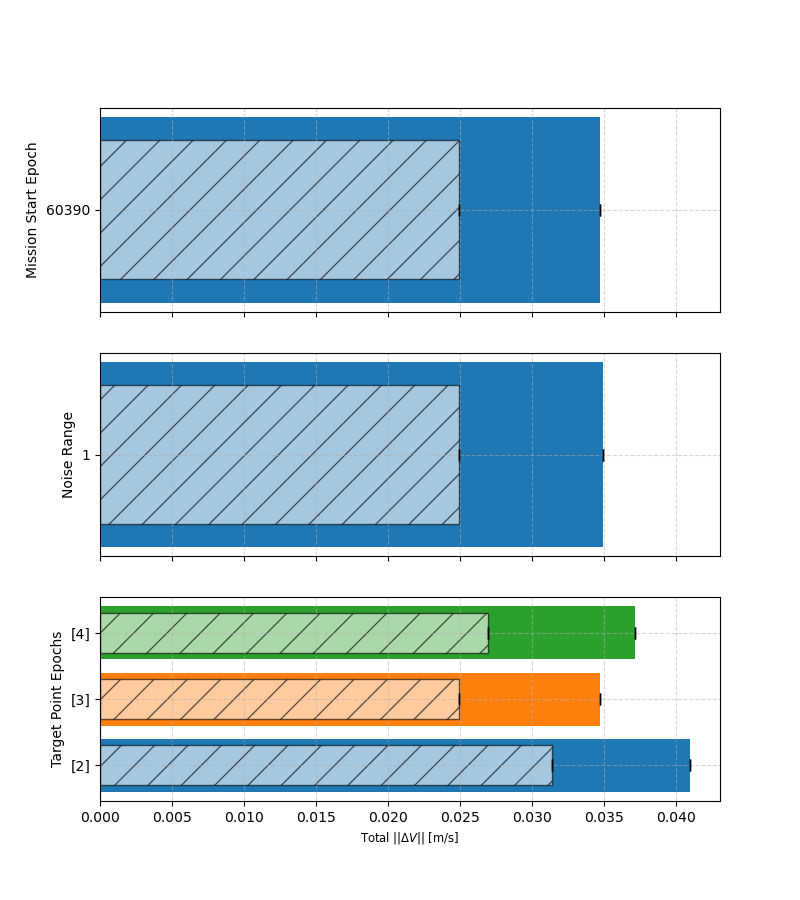 Mission Start Epoch
60390
Noise Range
1
Target Point Epochs
[4]
[3]
[2]
0.000 0.005 0.010 0.015 0.020 0.025 0.030 0.035 0.040
Total ||ΔV|| [m/s]